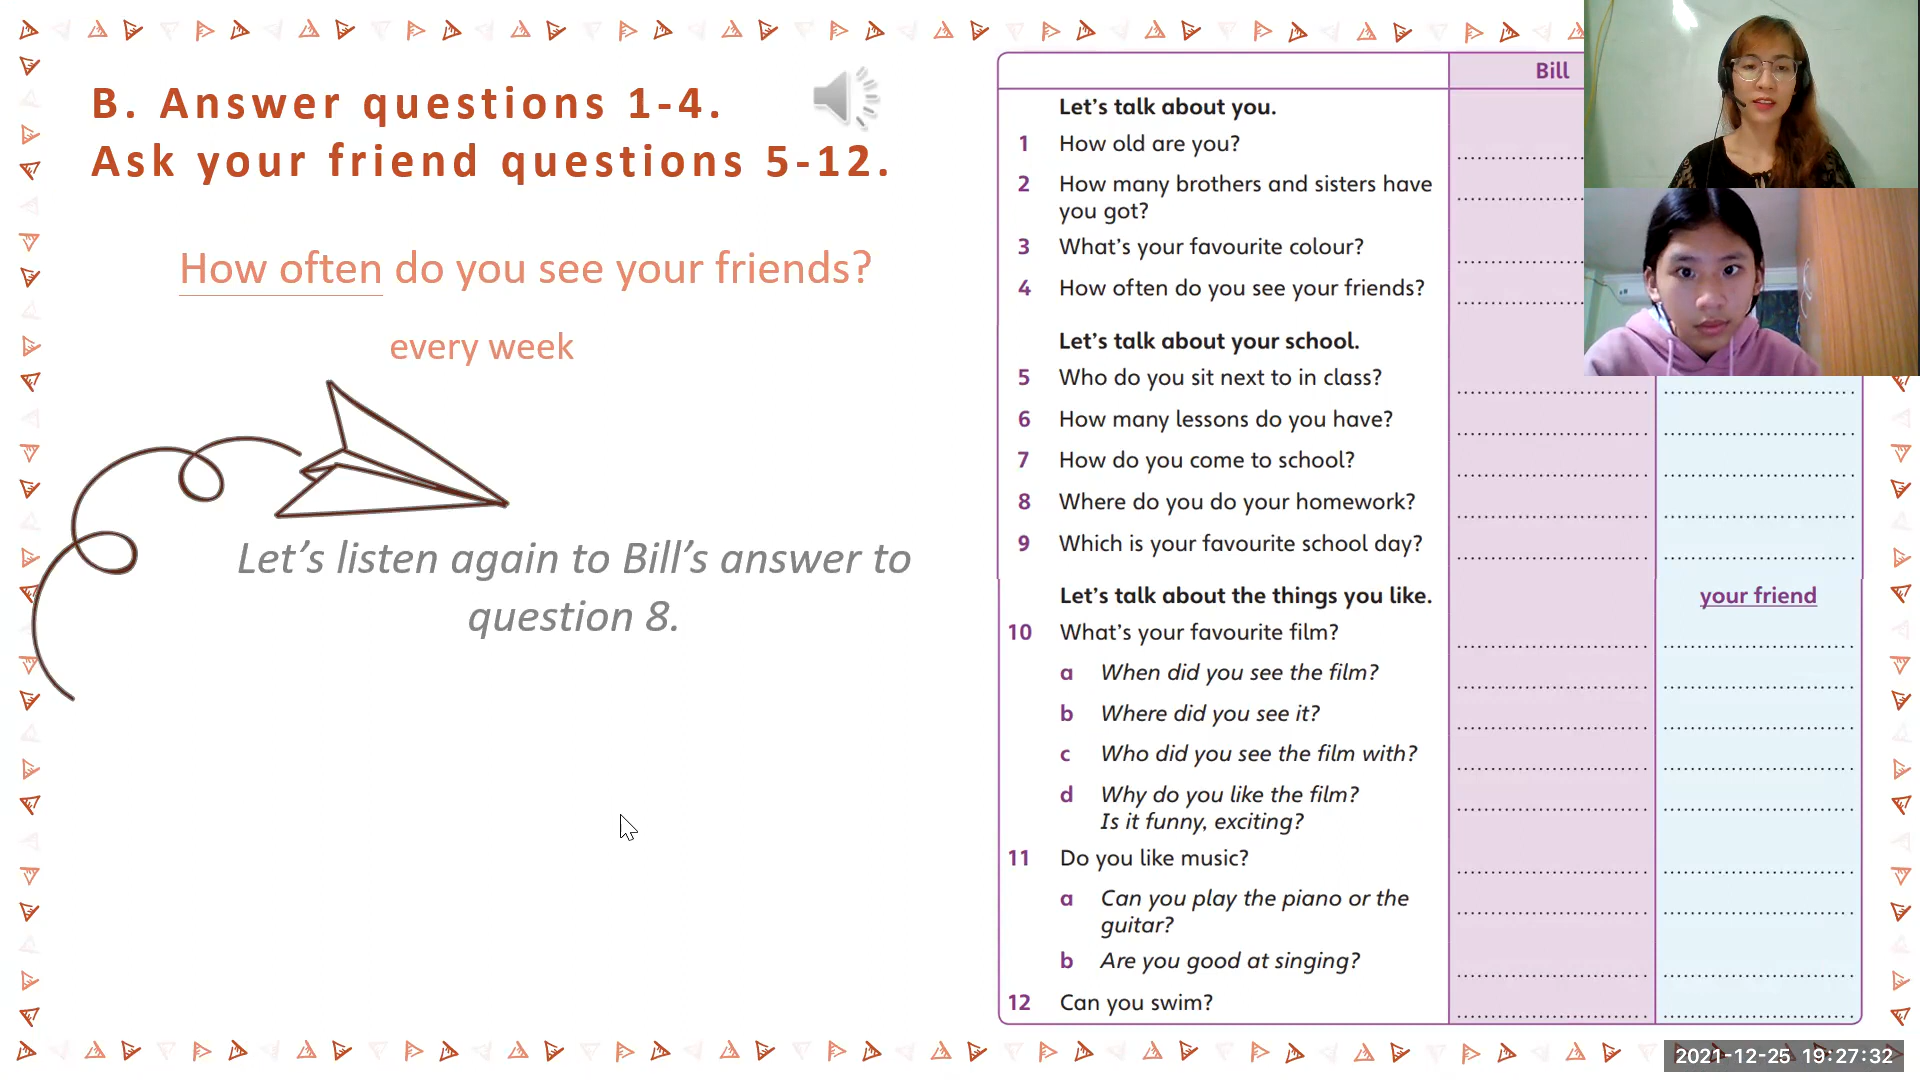 B. Answer questions 1-4.
Ask your friend questions 5-12.
How often do you see your friends?
every week
Let's listen again to Bill's answer to
question 8.
Bill
Let's talk about you.
1 How old are you?
2 How many brothers and sisters have
you got?
3 What's your favourite colour?
4 How often do you see your friends?
Let's talk about your school.
5 Who do you sit next to in class?
6 How many lessons do you have?
7 How do you come to school?
8 Where do you do your homework?
9 Which is your favourite school day?
Let's talk about the things you like. your friend
10 What's your favourite film?
a When did you see the film?
b Where did you see it?
c Who did you see the film with?
d Why do you like the film?
Is it funny, exciting?
11 Do you like music?
a Can you play the piano or the
guitar?
b Are you good at singing?
12 Can you swim?
2021-12-25 19:27:32